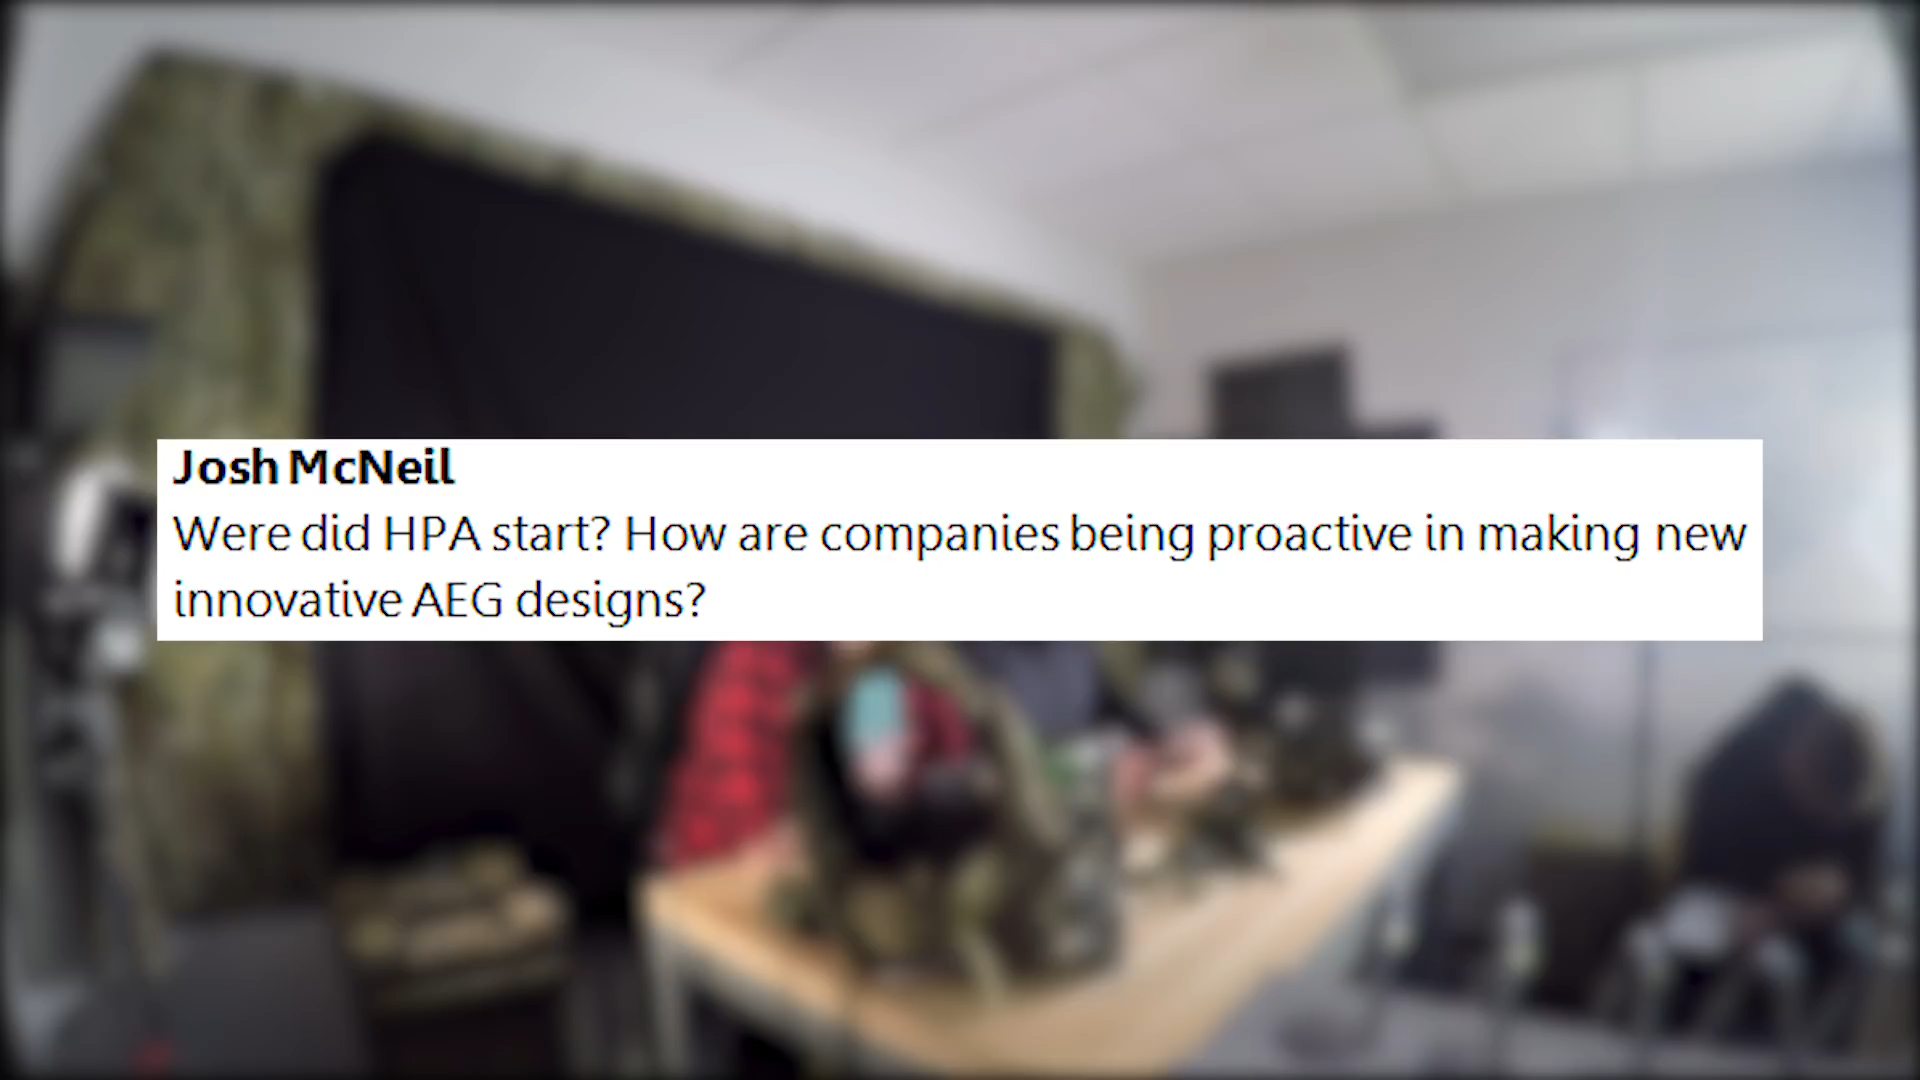 Josh McNeil
Were did HPA start? How are companies being proactive in making new
innovative AEG designs?